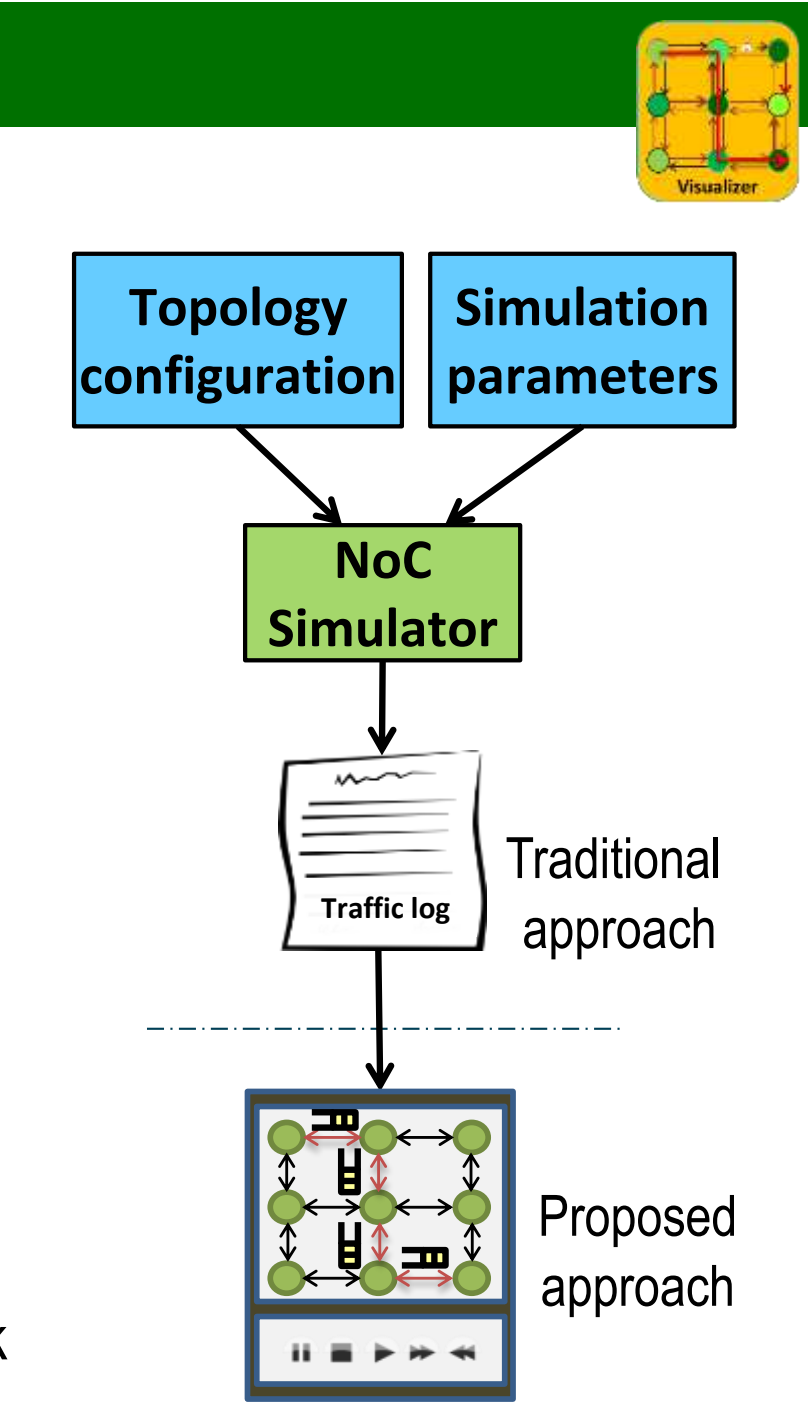 Visualizer
Topology
configuration
Simulation
parameters
NoC
Simulator
Traffic log
Traditional
approach
Proposed
approach